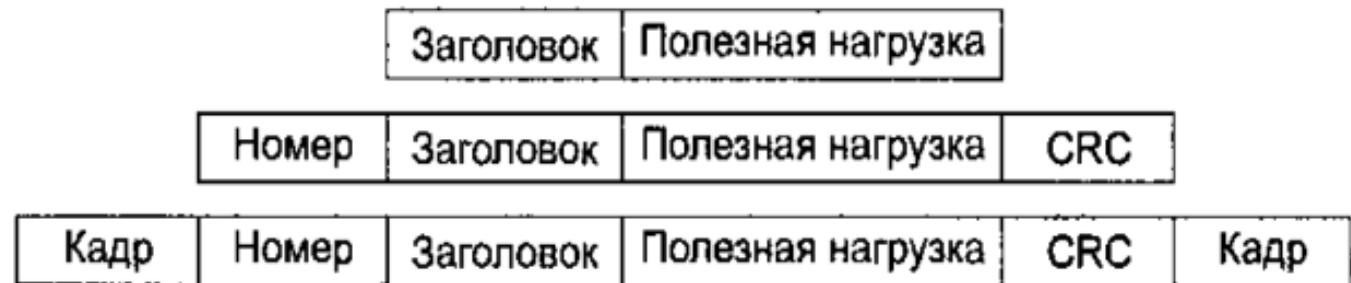 Заголовок Полезная нагрузка
Номер Заголовок Полезная нагрузка CRC
Кадр Номер Заголовок Полезная нагрузка CRC Кадр